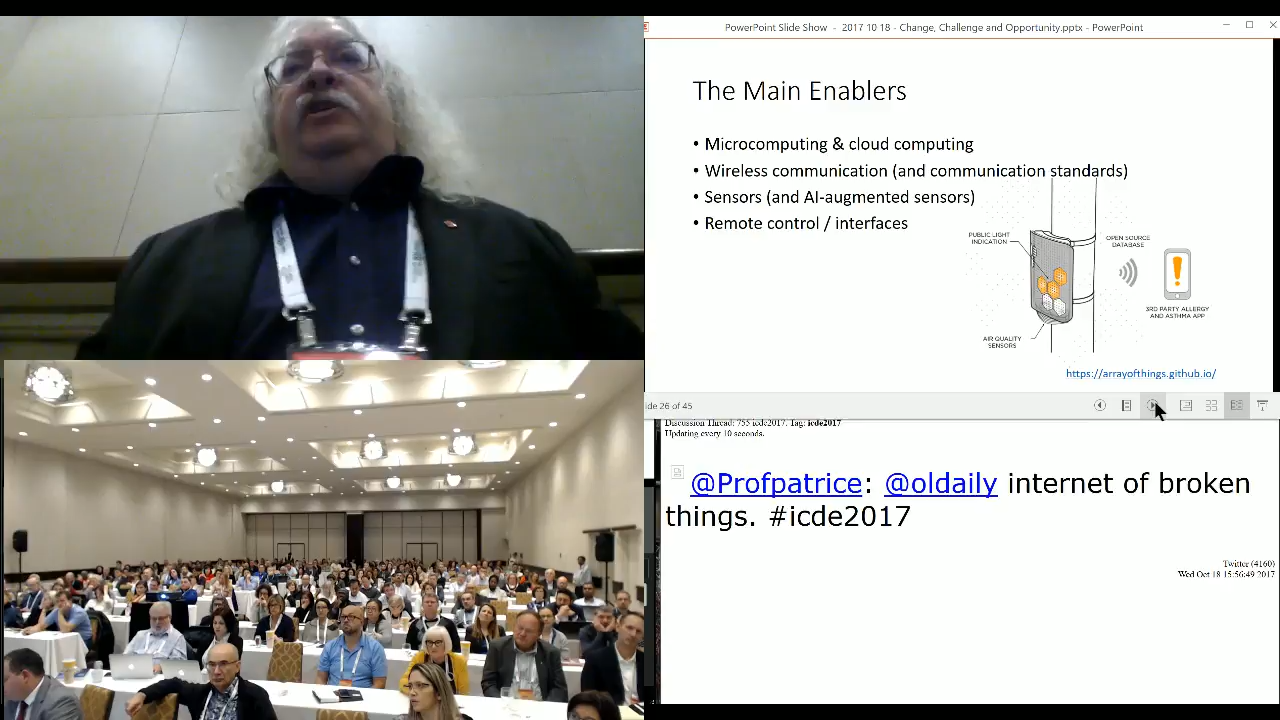 PowerPoint Slide Show - 2017 10 18 - Change, Challenge and Opportunity.pptx - PowerPoint
The Main Enablers
• Microcomputing & cloud computing
• Wireless communication (and communication standards)
• Sensors (and AI-augmented sensors)
• Remote control / interfaces
PUBLIC LIGHT
INDICATION
OPEN SOURCE
DATABASE
3RD PARTY ALLERGY
AND ASTHMA APP
AIR QUALITY
SENSORS
https://arrayofthings.github.io/
ide 26 of 45
Discussion Thread: 755 icde2017. Tag: icde2017
Updating every 10 seconds.
@Profpatrice: @oldaily internet of broken
things. #icde2017
Twitter (4160)
Wed Oct 18 15:56:49 2017